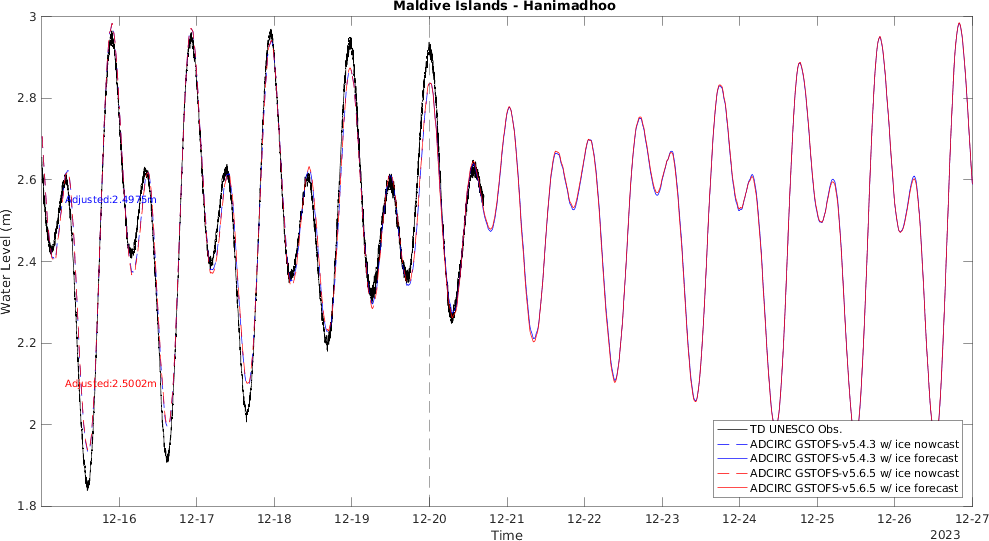 Maldive Islands - Hanimadhoo
3
2.8
2.6
2.4
2.2
2
1.8
Water Level (m)
Adjusted:2.4975m
Adjusted:2.5002m
TD UNESCO Obs.
ADCIRC GSTOFS-v5.4.3 w/ ice nowcast
ADCIRC GSTOFS-v5.4.3 w/ ice forecast
ADCIRC GSTOFS-v5.6.5 w/ ice nowcast
ADCIRC GSTOFS-v5.6.5 w/ ice forecast
12-16 12-17 12-18 12-19 12-20 12-21 12-22 12-23 12-24 12-25 12-26 12-27
Time
2023